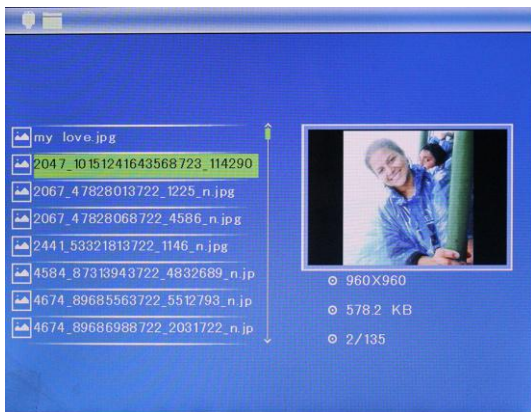 my love.jpg
2047_10151241643568723_114290
2067_47828013722_1225_n.jpg
2067_47828068722_4586_n.jpg
2441_53321813722_1146_n.jpg
4584_87313943722_4832689_n.jp
4674_89685563722_5512793_n.jp
4674_89686988722_2031722_n.jp
960X960
578.2 KB
2/135